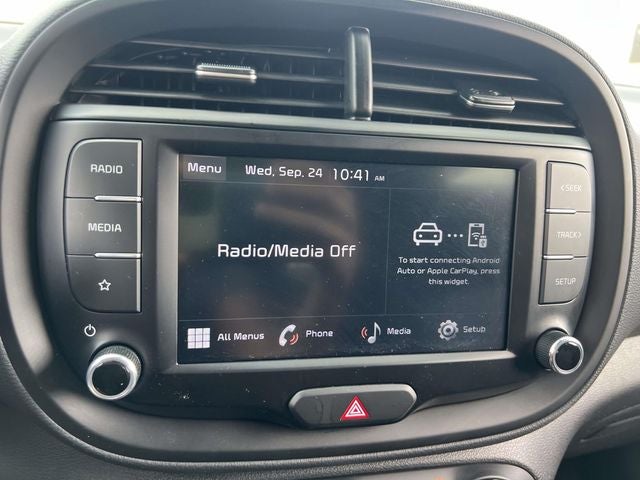 Menu Wed, Sep. 24 10:41 AM
RADIO
MEDIA
Radio/Media Off
To start connecting Android
Auto or Apple CarPlay, press
this widget.
All Menus Phone Media Setup
<SEEK
TRACK>
SETUP